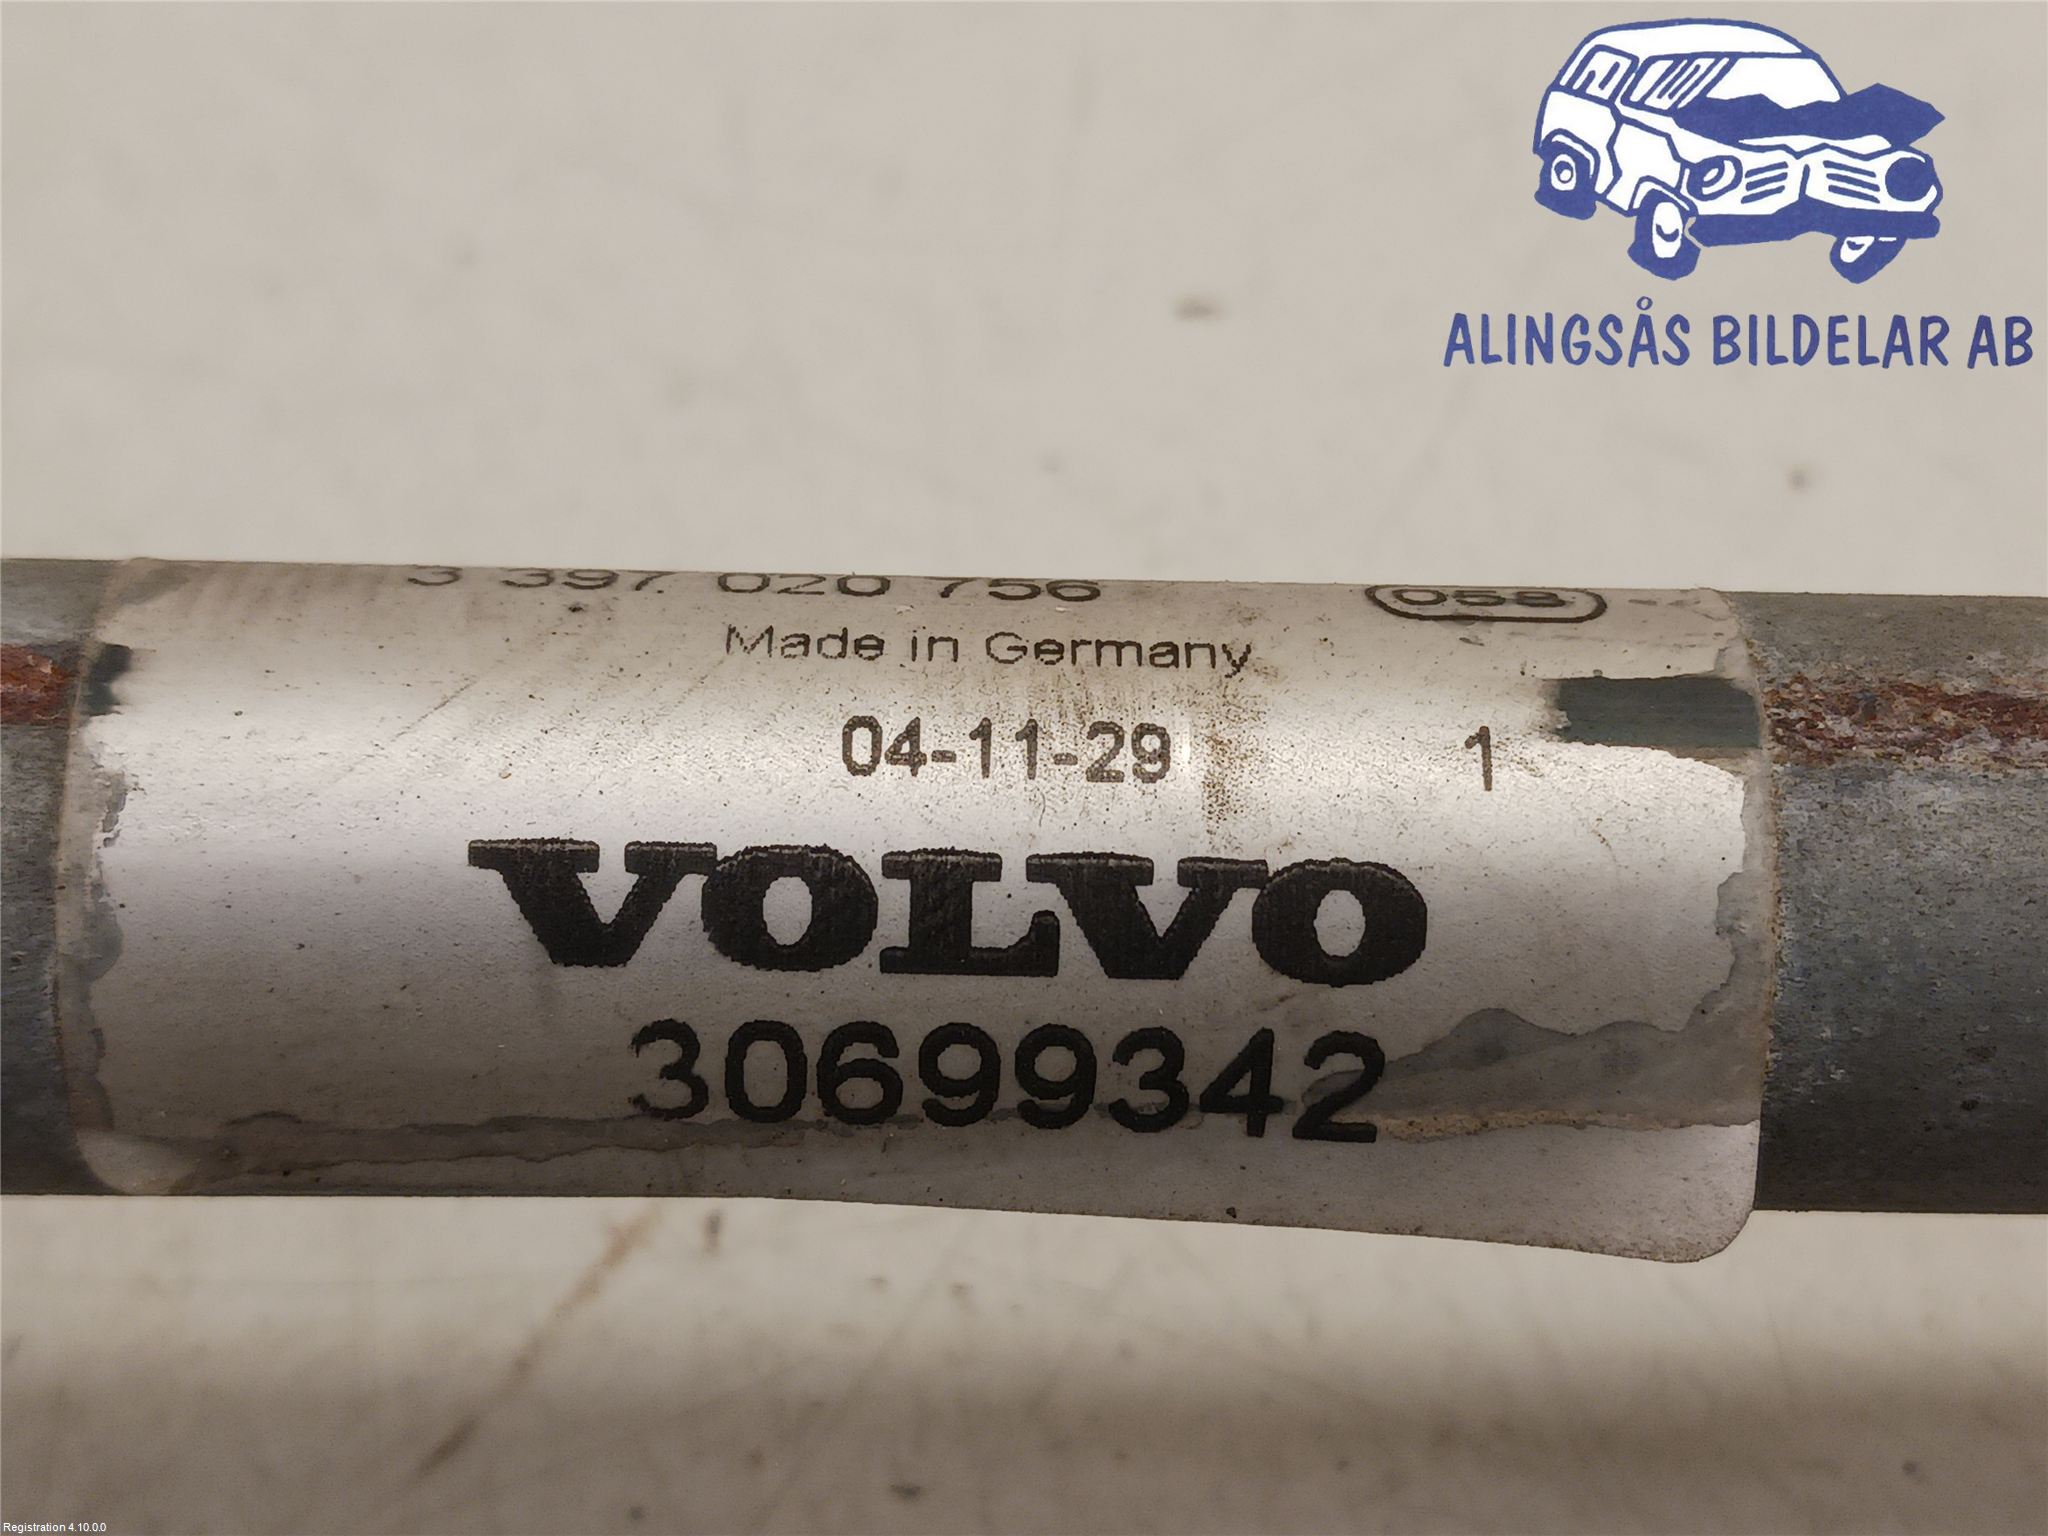 ALINGSÅS BILDELAR AB
3 397 020 756 058
Made in Germany
04-11-29 1
VOLVO
30699342
Registration 4.10.0.0